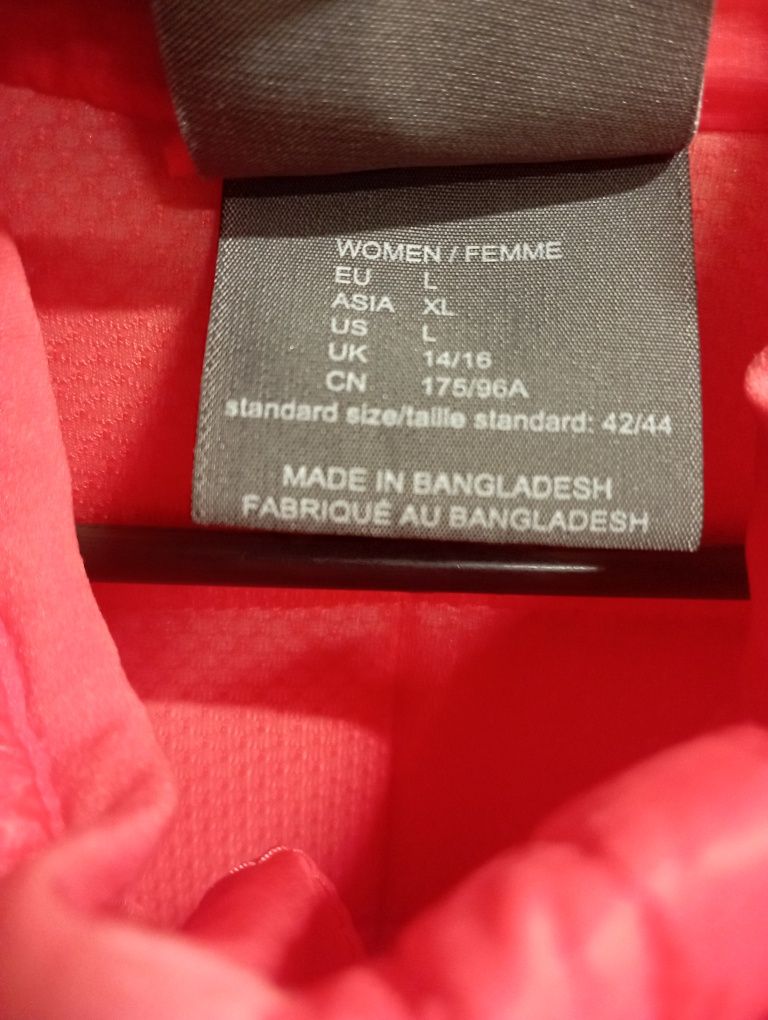 WOMEN / FEMME
EU L
ASIA XL
US L
UK 14/16
CN 175/96A
standard size/taille standard: 42/44
MADE IN BANGLADESH
FABRIQUÉ AU BANGLADESH